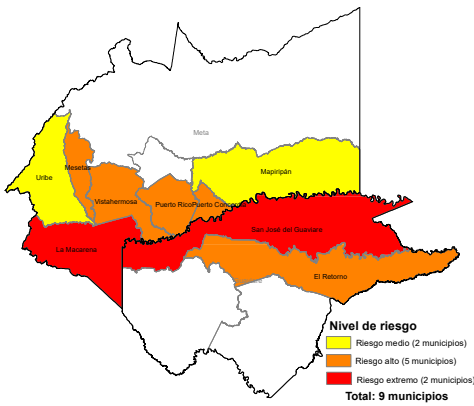 Meta
Mesetas
Uribe
Mapiripán
Vistahermosa
Puerto Rico
Puerto Concordia
La Macarena
San José del Guaviare
El Retorno
Nivel de riesgo
Riesgo medio (2 municipios)
Riesgo alto (5 municipios)
Riesgo extremo (2 municipios)
Total: 9 municipios